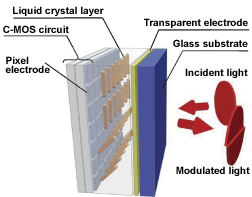 Liquid crystal layer
Transparent electrode
C-MOS circuit
Glass substrate
Pixel
electrode
Incident light
Modulated light